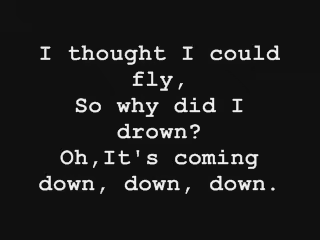 I thought I could
fly,
So why did I
drown?
Oh,It's coming
down, down, down.